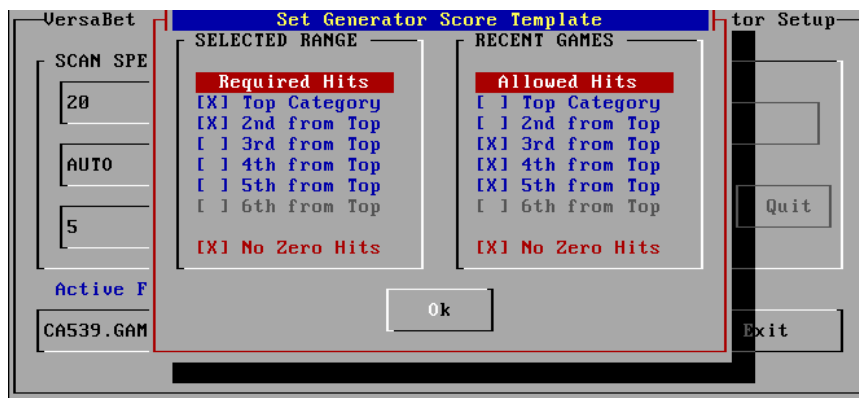 VersaBet
Set Generator Score Template
tor Setup
SCAN SPE
20
AUTO
5
Active F
CA539.GAM
SELECTED RANGE
Required Hits
[X] Top Category
[X] 2nd from Top
[ ] 3rd from Top
[ ] 4th from Top
[ ] 5th from Top
[ ] 6th from Top
[X] No Zero Hits
RECENT GAMES
Allowed Hits
[ ] Top Category
[ ] 2nd from Top
[X] 3rd from Top
[X] 4th from Top
[X] 5th from Top
[ ] 6th from Top
[X] No Zero Hits
Ok
Quit
Exit